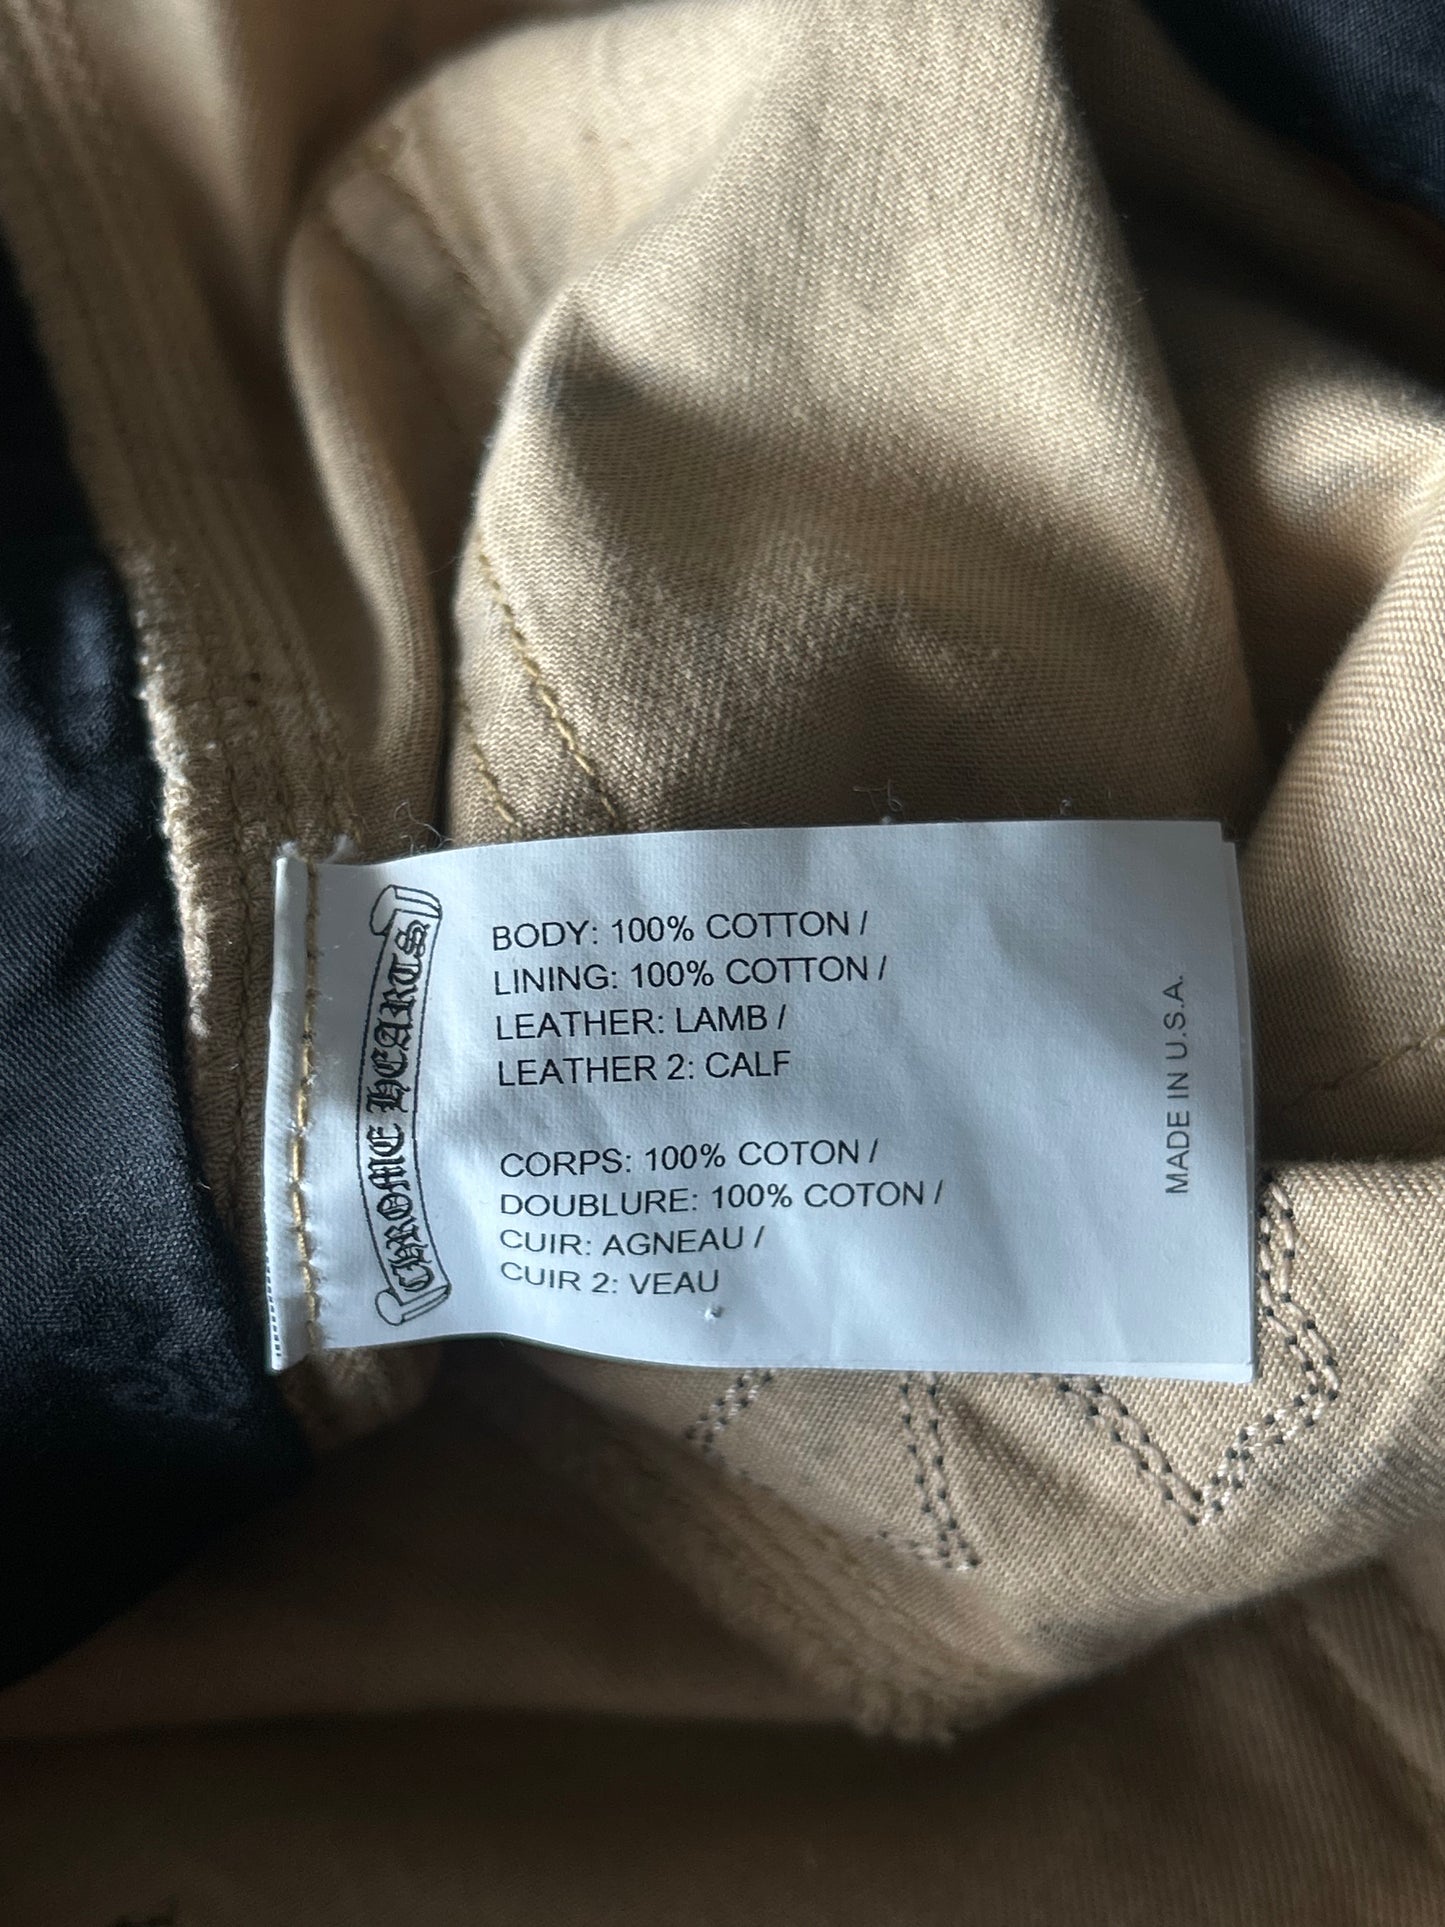 CHROME HEARTS
BODY: 100% COTTON /
LINING: 100% COTTON /
LEATHER: LAMB /
LEATHER 2: CALF
CORPS: 100% COTON /
DOUBLURE: 100% COTON /
CUIR: AGNEAU /
CUIR 2: VEAU
MADE IN U.S.A.